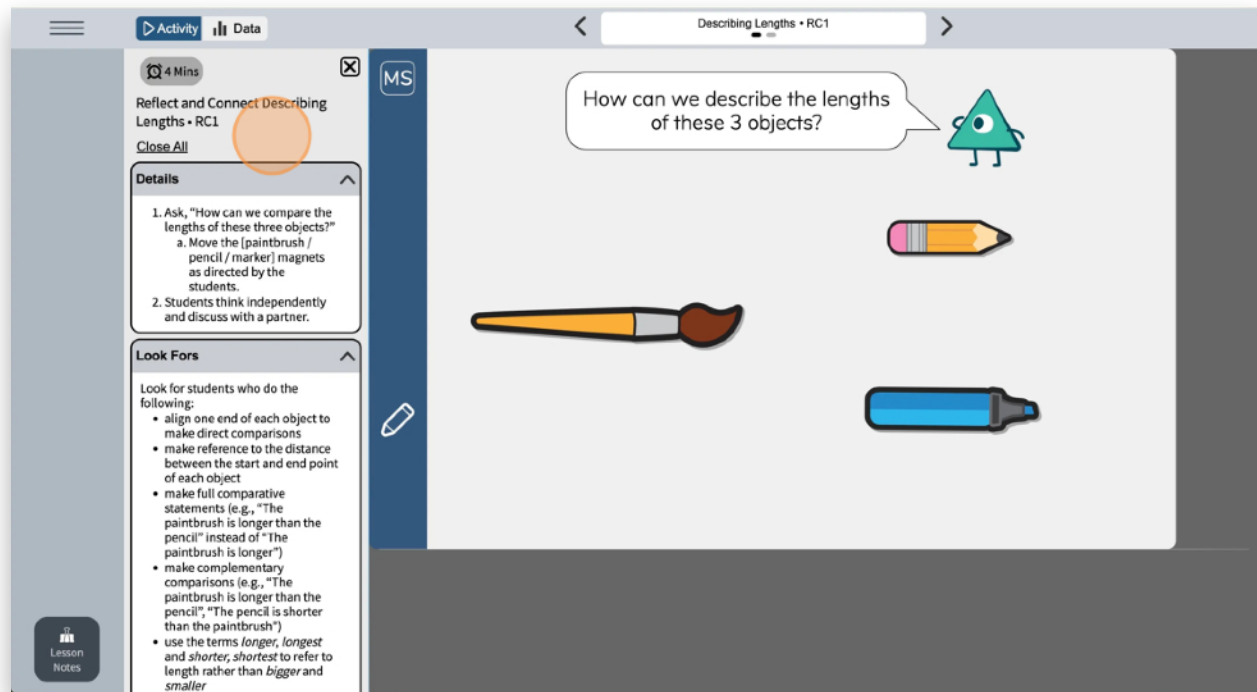 Activity
Data
Describing Lengths • RC1
4 Mins
Reflect and Connect Describing
Lengths • RC1
Close All
Details
1. Ask, “How can we compare the
lengths of these three objects?”
a. Move the [paintbrush /
pencil / marker] magnets
as directed by the
students.
2. Students think independently
and discuss with a partner.
Look Fors
Look for students who do the
following:
• align one end of each object to
make direct comparisons
• make reference to the distance
between the start and end point
of each object
• make full comparative
statements (e.g., “The
paintbrush is longer than the
pencil” instead of “The
paintbrush is longer”)
• make complementary
comparisons (e.g., “The
paintbrush is longer than the
pencil”, “The pencil is shorter
than the paintbrush”)
• use the terms longer, longest
and shorter, shortest to refer to
length rather than bigger and
smaller
MS
How can we describe the lengths
of these 3 objects?
Lesson
Notes